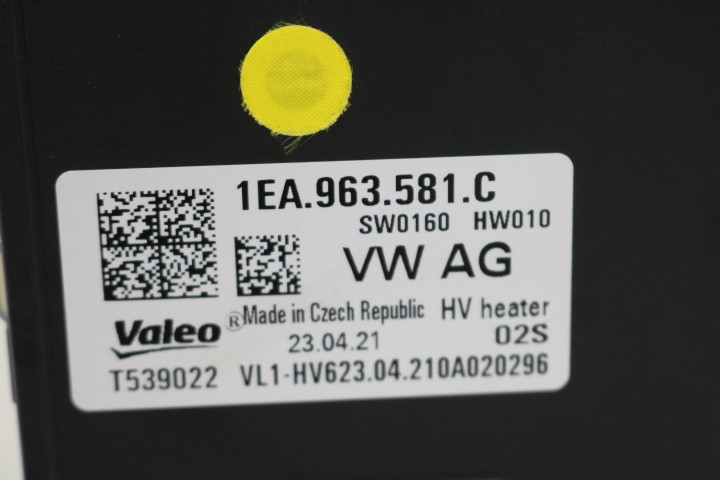 1EA.963.581.C
SW0160 HW010
VW AG
Valeo® Made in Czech Republic HV heater
23.04.21 02S
T539022 VL1-HV623.04.210A020296